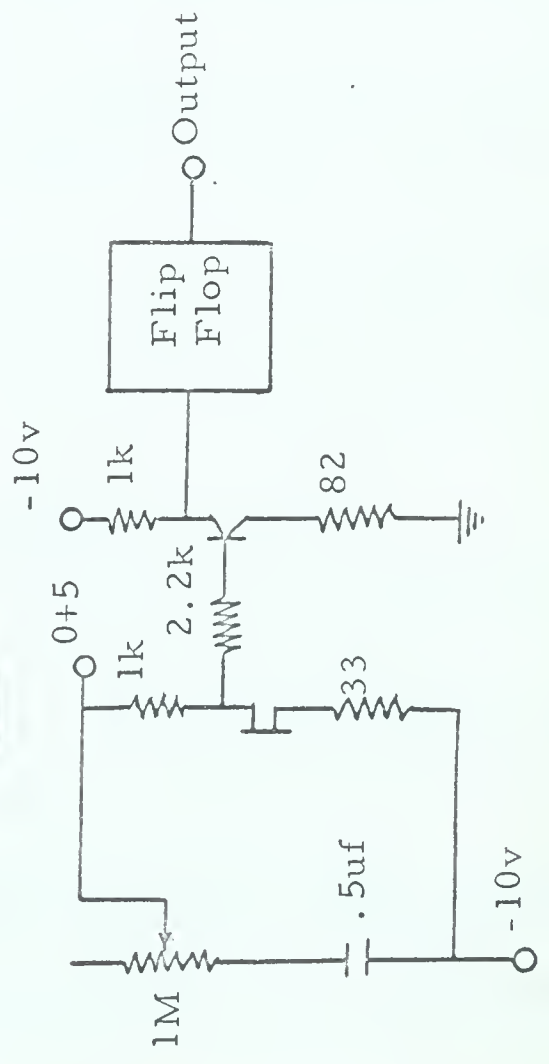 1M
.5uf
-10v
0+5
1k
33
2.2k
-10v
1k
82
Flip
Flop
Output